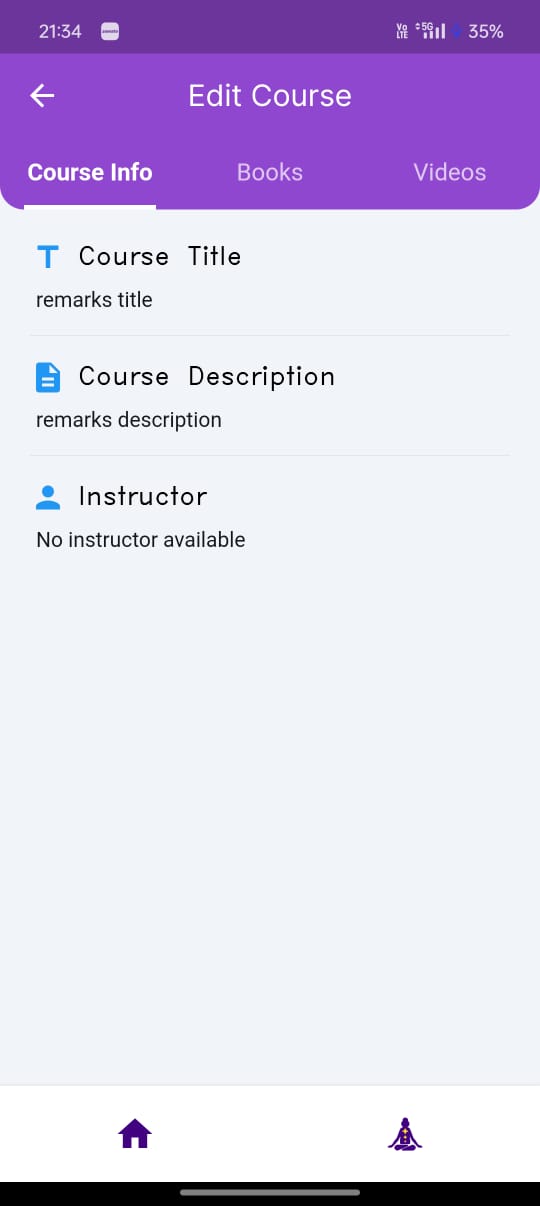 21:34
Vo LTE 5G 35%
Edit Course
Course Info Books Videos
Course Title
remarks title
Course Description
remarks description
Instructor
No instructor available